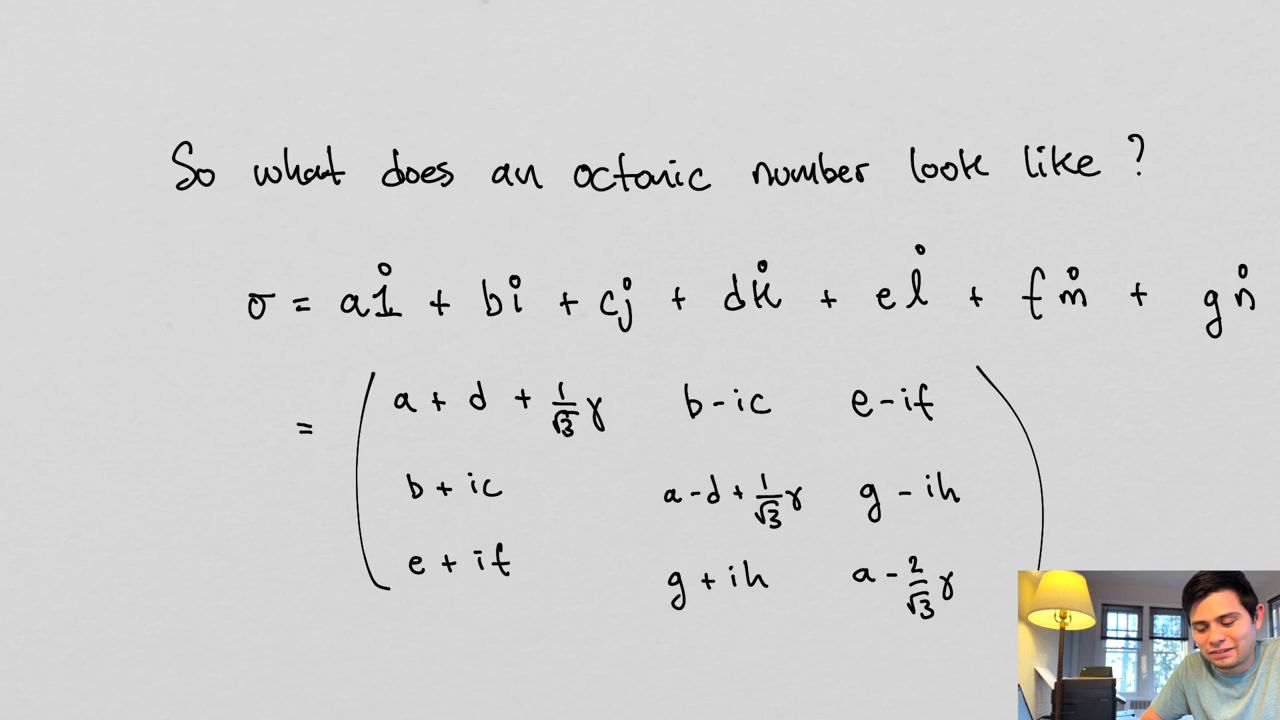 So what does an octonic number look like?
σ = a1̊ + bi̊ + cj̊ + dk̊ + el̊ + fm̊ + gn̊
= ( a + d + 1/√3 γ   b - ic   e - if
b + ic   a - d + 1/√3 γ   g - ih
e + if   g + ih   a - 2/√3 γ )